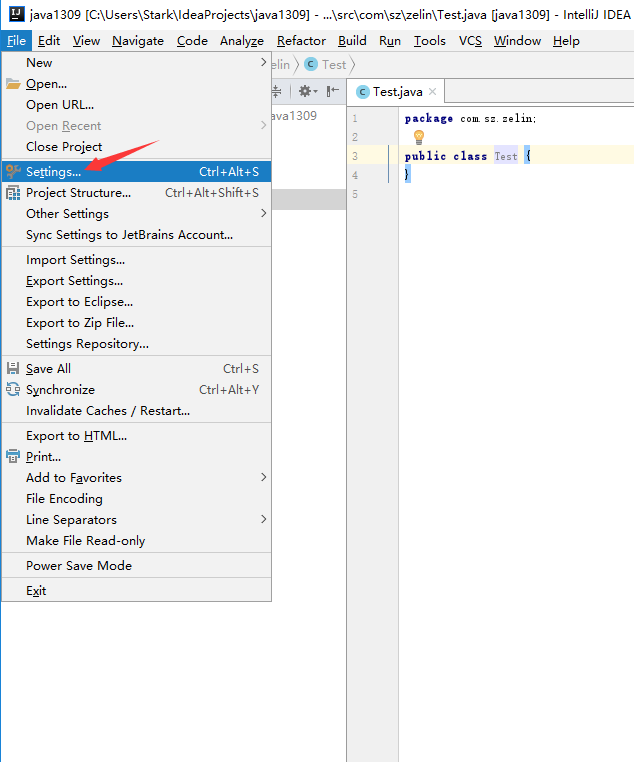 IJ java1309 [C:\Users\Stark\IdeaProjects\java1309] - ...\src\com\sz\zelin\Test.java [java1309] - IntelliJ IDEA
File Edit View Navigate Code Analyze Refactor Build Run Tools VCS Window Help
elin C Test
New
Open...
Open URL...
Open Recent
Close Project
Settings... Ctrl+Alt+S
Project Structure... Ctrl+Alt+Shift+S
Other Settings
Sync Settings to JetBrains Account...
Import Settings...
Export Settings...
Export to Eclipse...
Export to Zip File...
Settings Repository...
Save All Ctrl+S
Synchronize Ctrl+Alt+Y
Invalidate Caches / Restart...
Export to HTML...
Print...
Add to Favorites
File Encoding
Line Separators
Make File Read-only
Power Save Mode
Exit
ava1309
C Test.java
1 package com.sz.zelin;
2
3 public class Test {
4 }
5